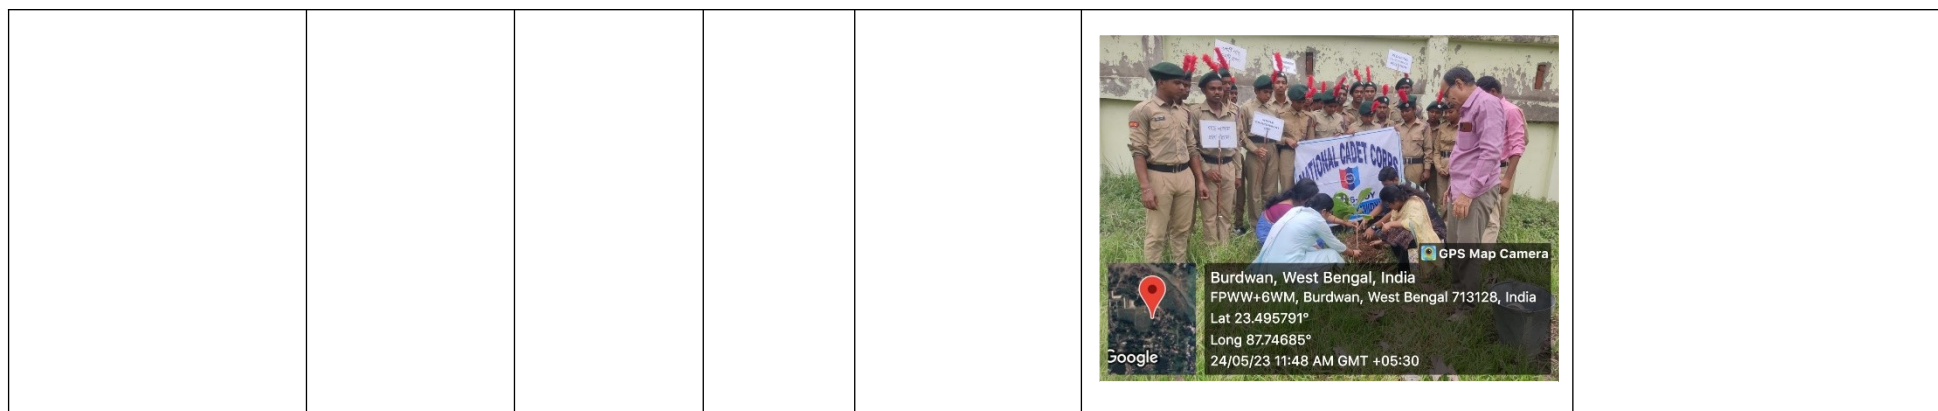 NATIONAL CADET CORPS
GPS Map Camera
Burdwan, West Bengal, India
FPWW+6WM, Burdwan, West Bengal 713128, India
Lat 23.495791°
Long 87.74685°
24/05/23 11:48 AM GMT +05:30
Google